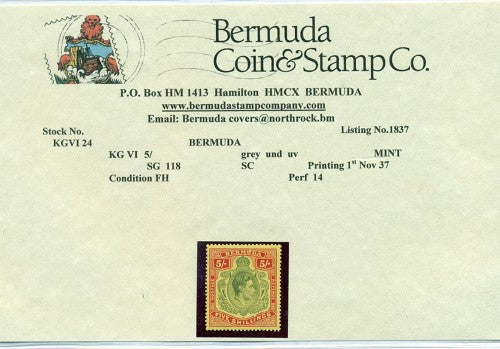 Bermuda
Coin&Stamp Co.
P.O. Box HM 1413 Hamilton HMCX BERMUDA
www.bermudastampcompany.com
Email: Bermuda covers@northrock.bm
Stock No. Listing No.1837
KGVI 24 BERMUDA
KG VI 5/ grey und uv MINT
SG 118 SC Printing 1st Nov 37
Condition FH Perf 14
BERMUDA
5/- 5/-
POSTAGE REVENUE
FIVE SHILLINGS